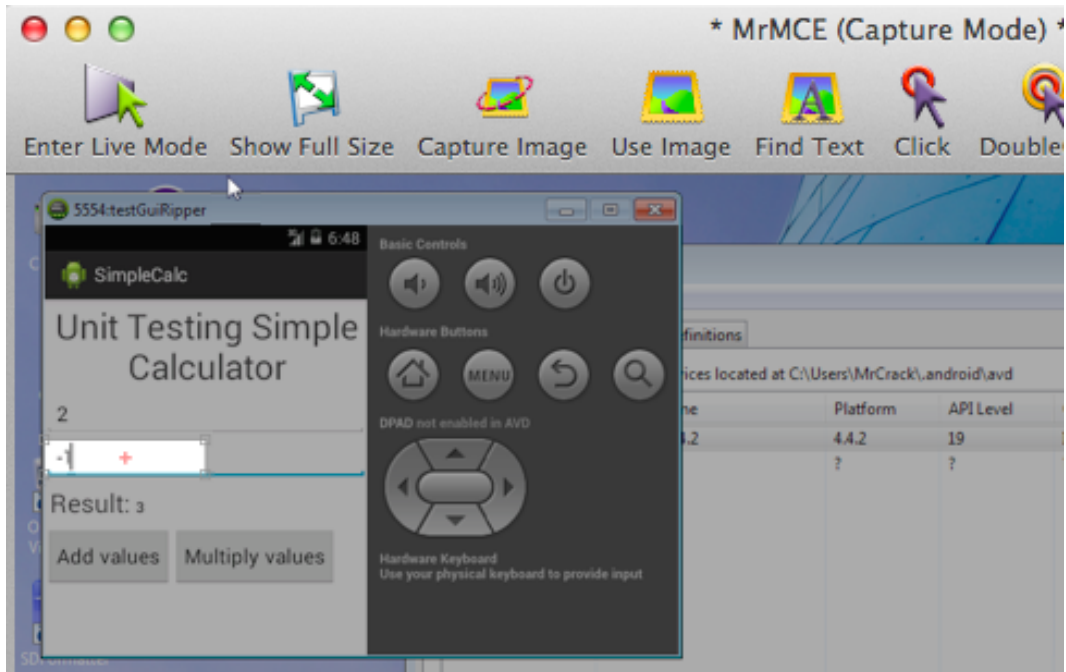 * MrMCE (Capture Mode) *
Enter Live Mode Show Full Size Capture Image Use Image Find Text Click Double
5554:testGuiRipper
6:48
SimpleCalc
Unit Testing Simple
Calculator
2
-1
Result: 3
Add values Multiply values
Basic Controls
Hardware Buttons
MENU
DPAD not enabled in AVD
Hardware Keyboard
Use your physical keyboard to provide input
finitions
ices located at C:\Users\MrCrack\.android\avd
ne Platform API Level
4.2 4.4.2 19
? ?